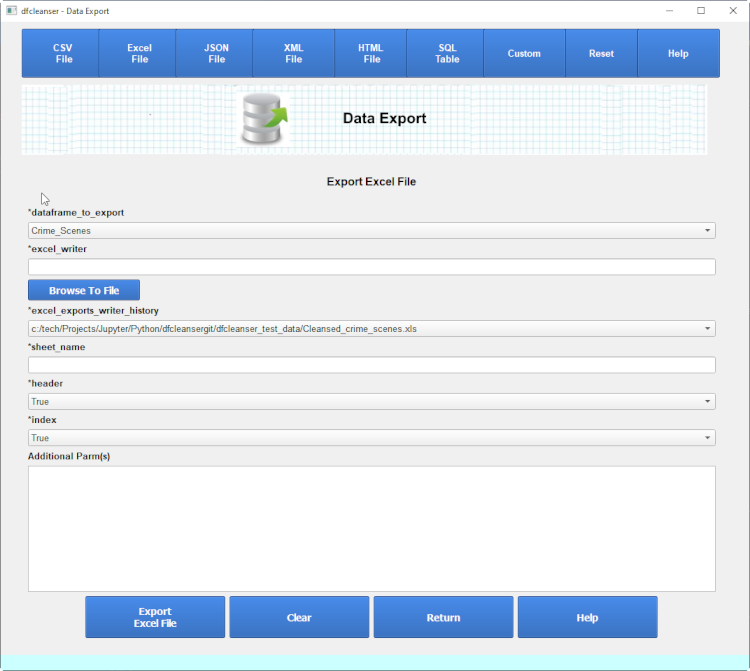 dfcleanser - Data Export
CSV
File
Excel
File
JSON
File
XML
File
HTML
File
SQL
Table
Custom
Reset
Help
Data Export
Export Excel File
*dataframe_to_export
Crime_Scenes
*excel_writer
Browse To File
*excel_exports_writer_history
c:/tech/Projects/Jupyter/Python/dfcleansergit/dfcleanser_test_data/Cleansed_crime_scenes.xls
*sheet_name
*header
True
*index
True
Additional Parm(s)
Export
Excel File
Clear
Return
Help